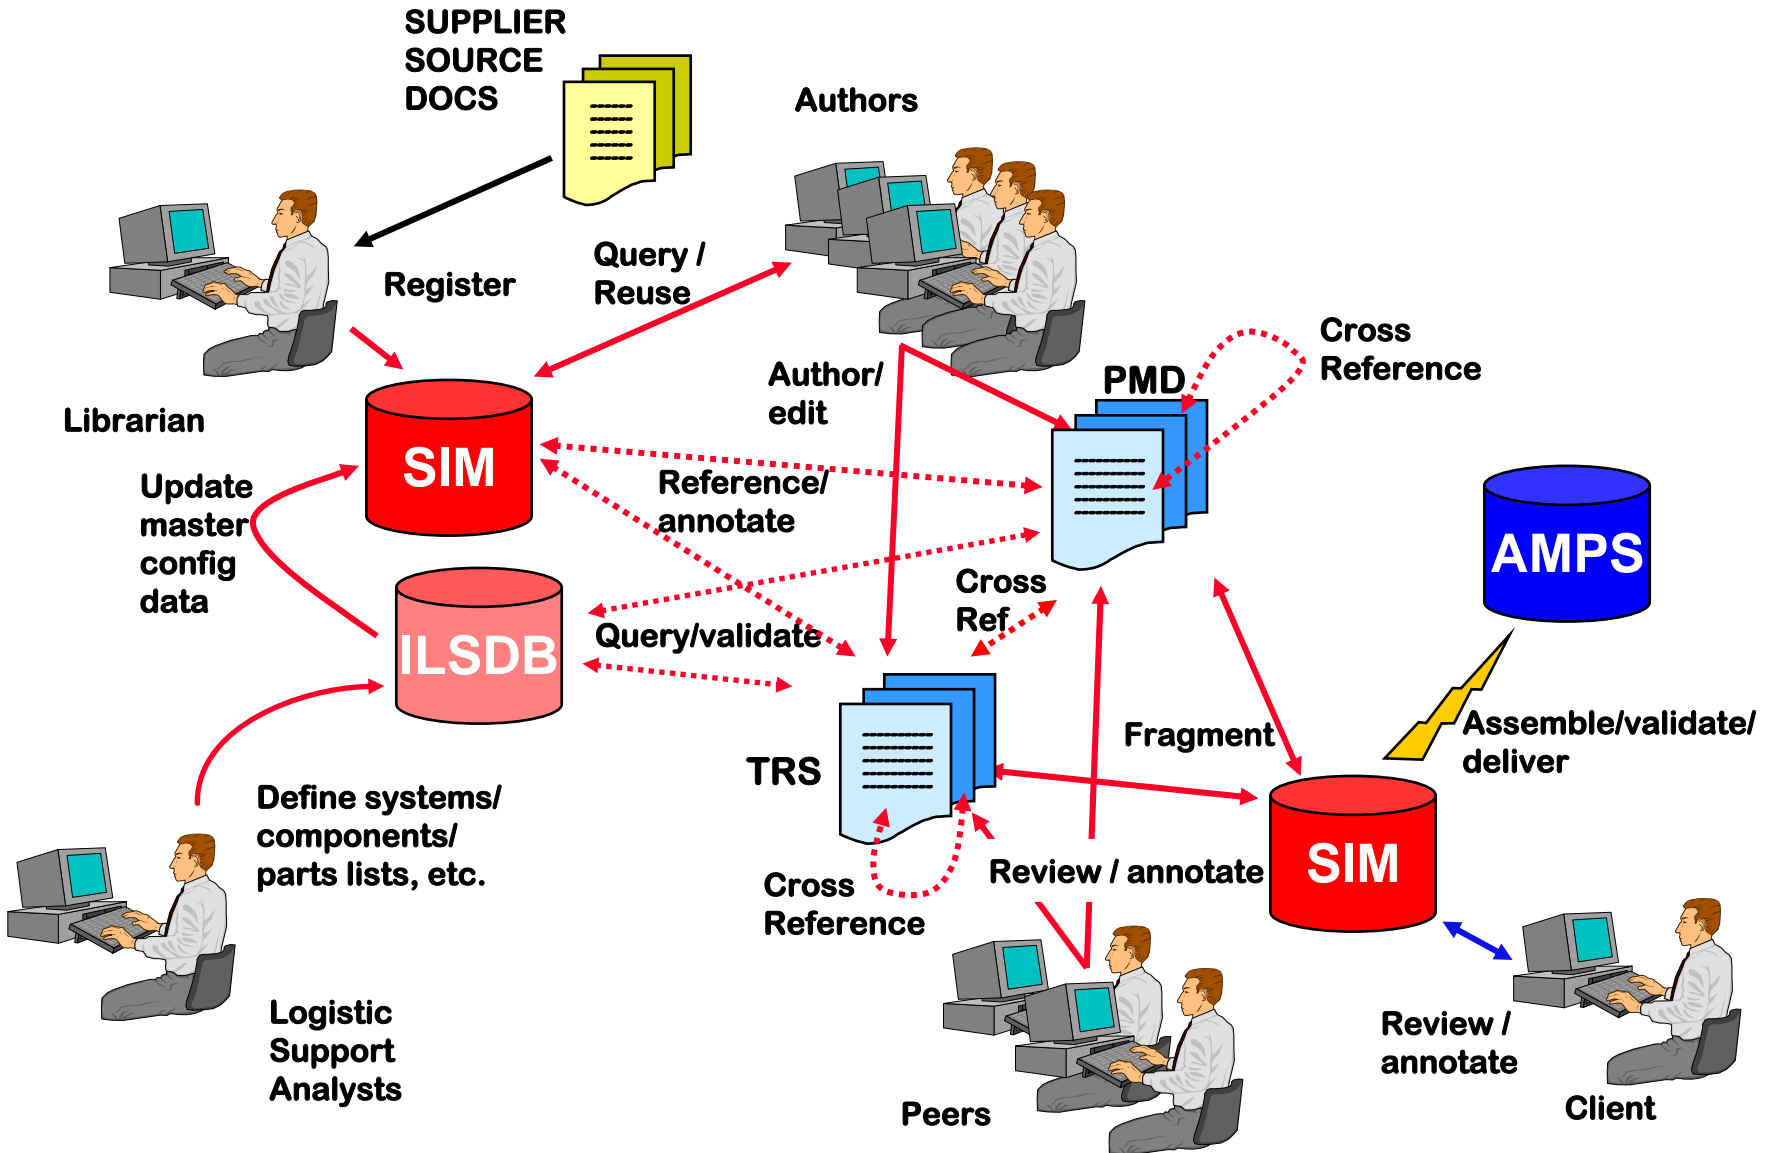 SUPPLIER
SOURCE
DOCS
Authors
Register
Query /
Reuse
Librarian
SIM
Update
master
config
data
Author/
edit
PMD
Cross
Reference
Reference/
annotate
AMPS
ILSDB
Query/validate
Cross
Ref
TRS
Fragment
Assemble/validate/
deliver
Define systems/
components/
parts lists, etc.
Cross
Reference
Review / annotate
SIM
Logistic
Support
Analysts
Peers
Review /
annotate
Client